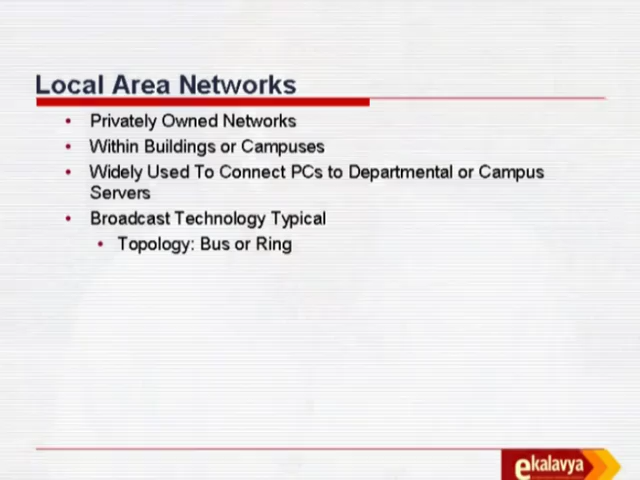 Local Area Networks
• Privately Owned Networks
• Within Buildings or Campuses
• Widely Used To Connect PCs to Departmental or Campus
Servers
• Broadcast Technology Typical
• Topology: Bus or Ring
ekalavya